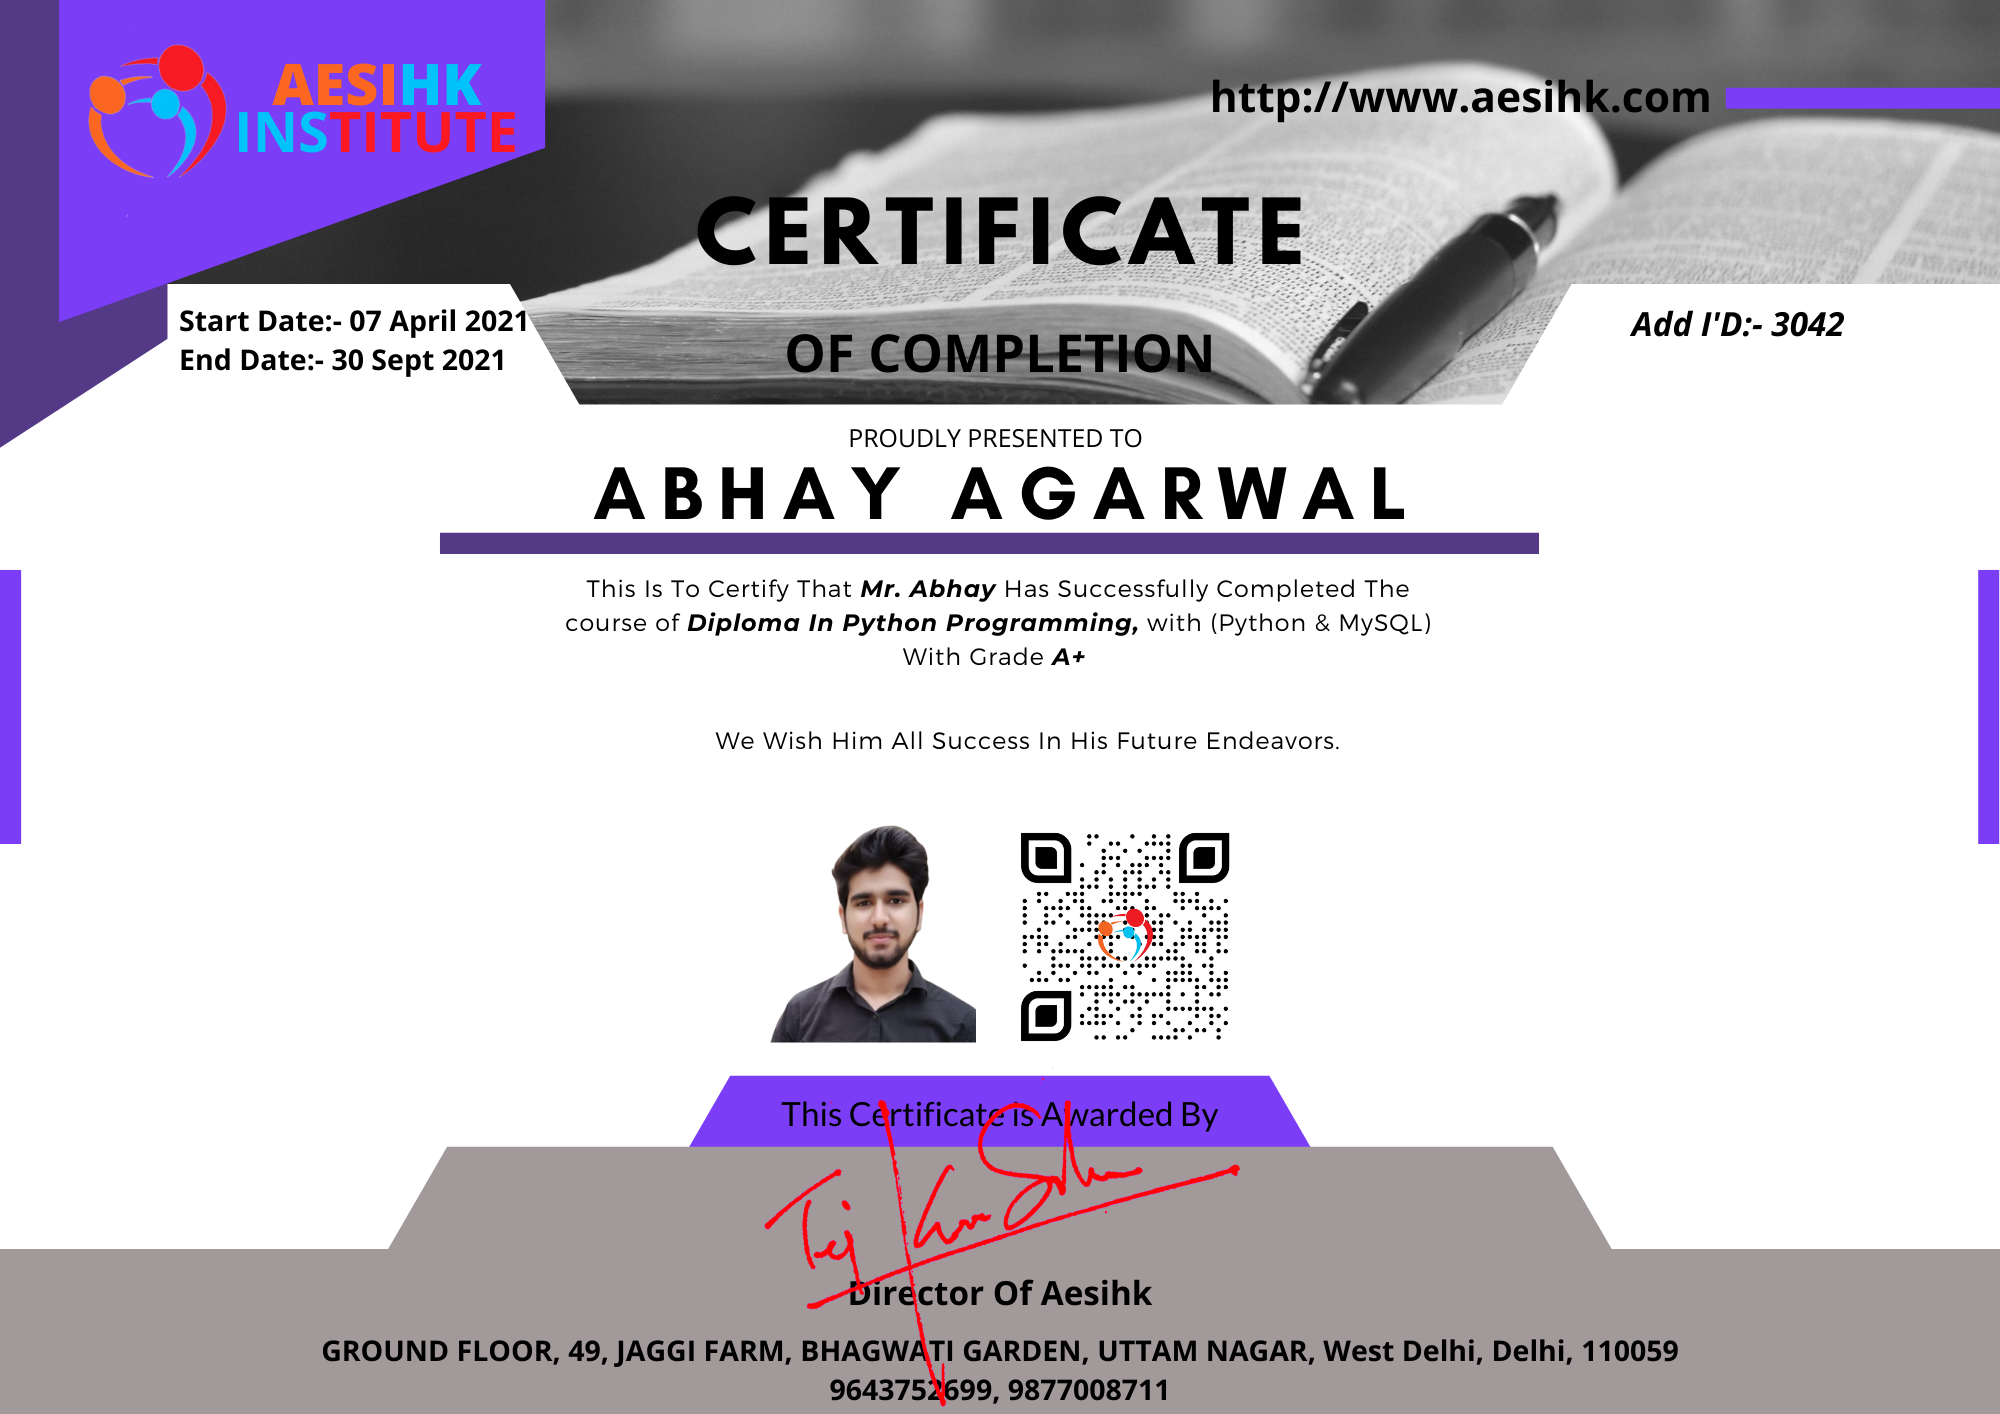 AESIHK
INSTITUTE
http://www.aesihk.com
CERTIFICATE
OF COMPLETION
Start Date:- 07 April 2021
End Date:- 30 Sept 2021
Add I'D:- 3042
PROUDLY PRESENTED TO
ABHAY AGARWAL
This Is To Certify That Mr. Abhay Has Successfully Completed The
course of Diploma In Python Programming, with (Python & MySQL)
With Grade A+
We Wish Him All Success In His Future Endeavors.
This Certificate is Awarded By
Director Of Aesihk
GROUND FLOOR, 49, JAGGI FARM, BHAGWATI GARDEN, UTTAM NAGAR, West Delhi, Delhi, 110059
9643752699, 9877008711